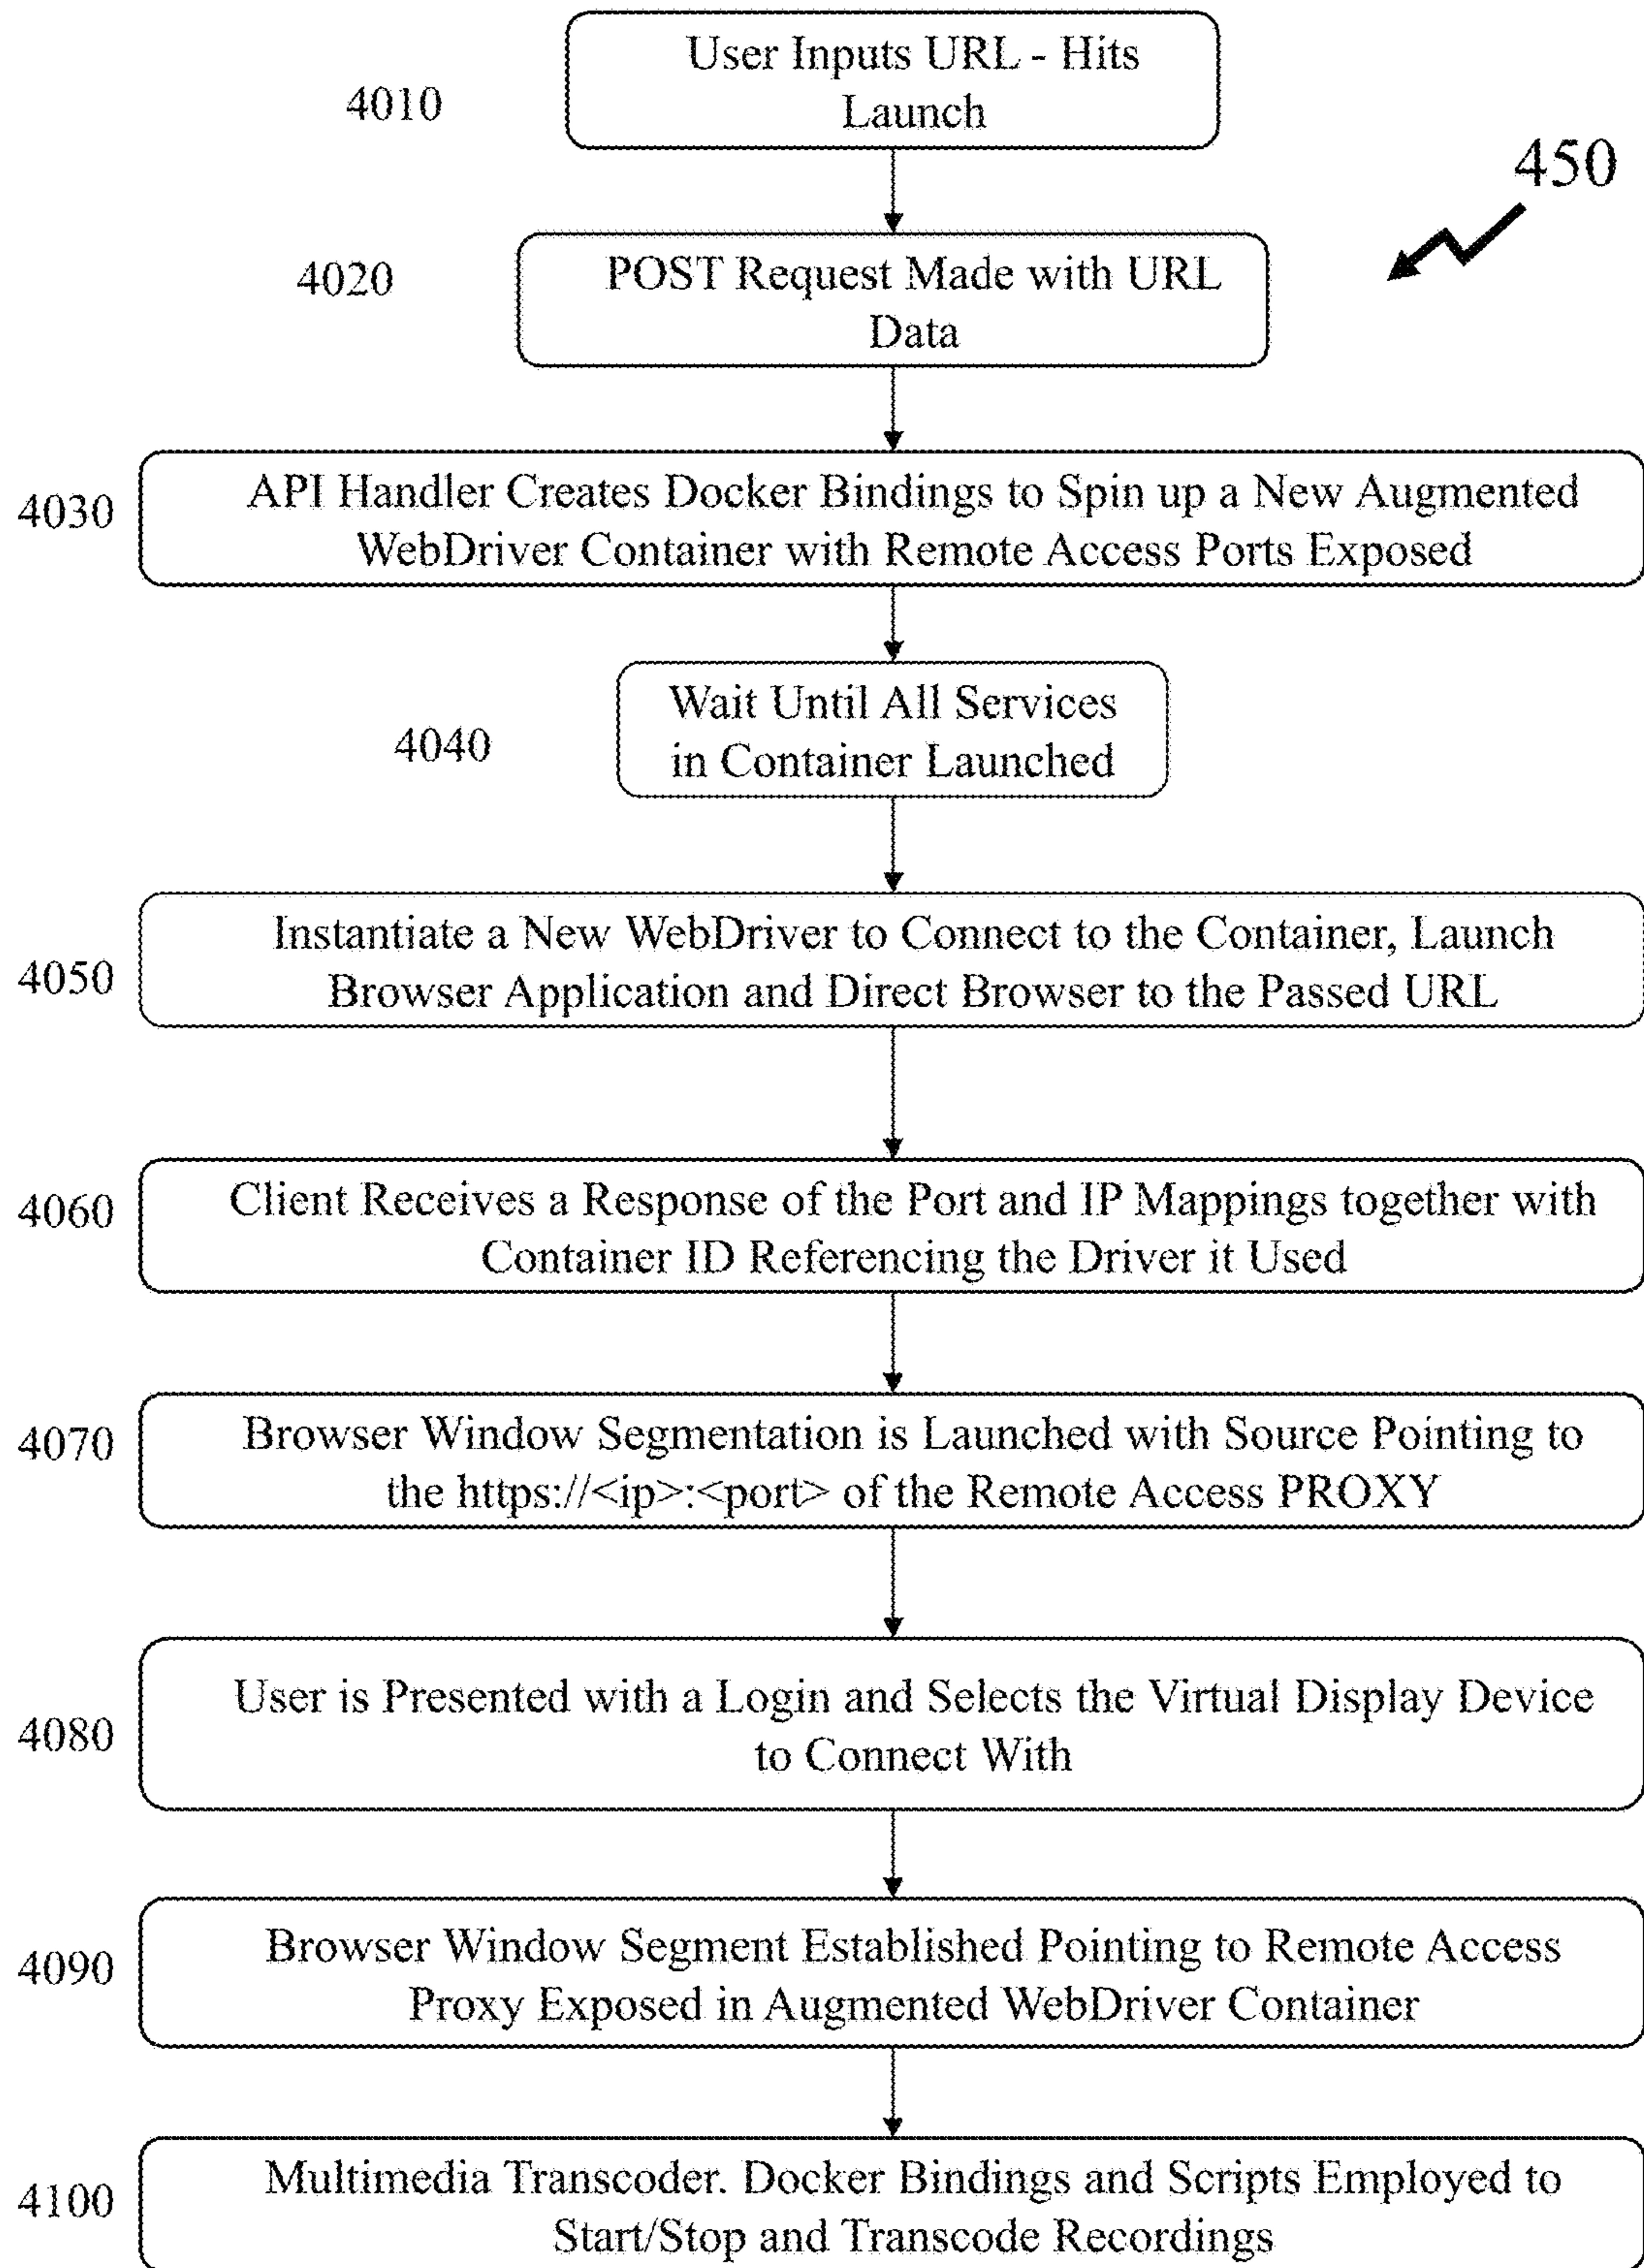 User Inputs URL - Hits
Launch
4010
450
4020
POST Request Made with URL
Data
4030
API Handler Creates Docker Bindings to Spin up a New Augmented
WebDriver Container with Remote Access Ports Exposed
4040
Wait Until All Services
in Container Launched
4050
Instantiate a New WebDriver to Connect to the Container, Launch
Browser Application and Direct Browser to the Passed URL
4060
Client Receives a Response of the Port and IP Mappings together with
Container ID Referencing the Driver it Used
4070
Browser Window Segmentation is Launched with Source Pointing to
the https://<ip>:<port> of the Remote Access PROXY
4080
User is Presented with a Login and Selects the Virtual Display Device
to Connect With
4090
Browser Window Segment Established Pointing to Remote Access
Proxy Exposed in Augmented WebDriver Container
4100
Multimedia Transcoder. Docker Bindings and Scripts Employed to
Start/Stop and Transcode Recordings